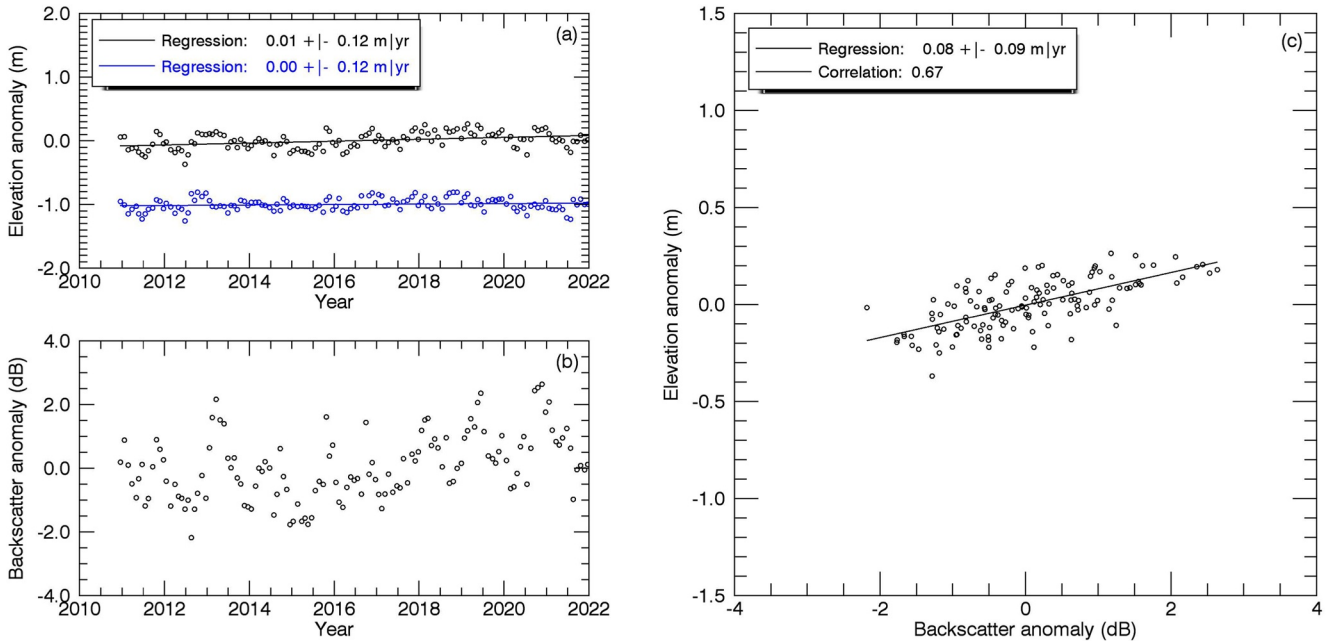 2.0
(a)
Regression: 0.01 +|- 0.12 m|yr
Regression: 0.00 +|- 0.12 m|yr
1.0
0.0
-1.0
-2.0
Elevation anomaly (m)
2010 2012 2014 2016 2018 2020 2022
Year
4.0
(b)
2.0
0.0
-2.0
-4.0
Backscatter anomaly (dB)
2010 2012 2014 2016 2018 2020 2022
Year
1.5
(c)
Regression: 0.08 +|- 0.09 m|yr
Correlation: 0.67
1.0
0.5
0.0
-0.5
-1.0
-1.5
Elevation anomaly (m)
-4 -2 0 2 4
Backscatter anomaly (dB)